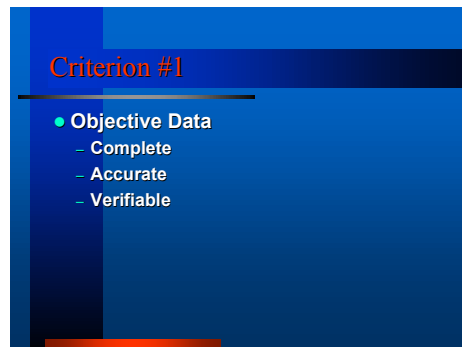 Criterion #1
• Objective Data
– Complete
– Accurate
– Verifiable